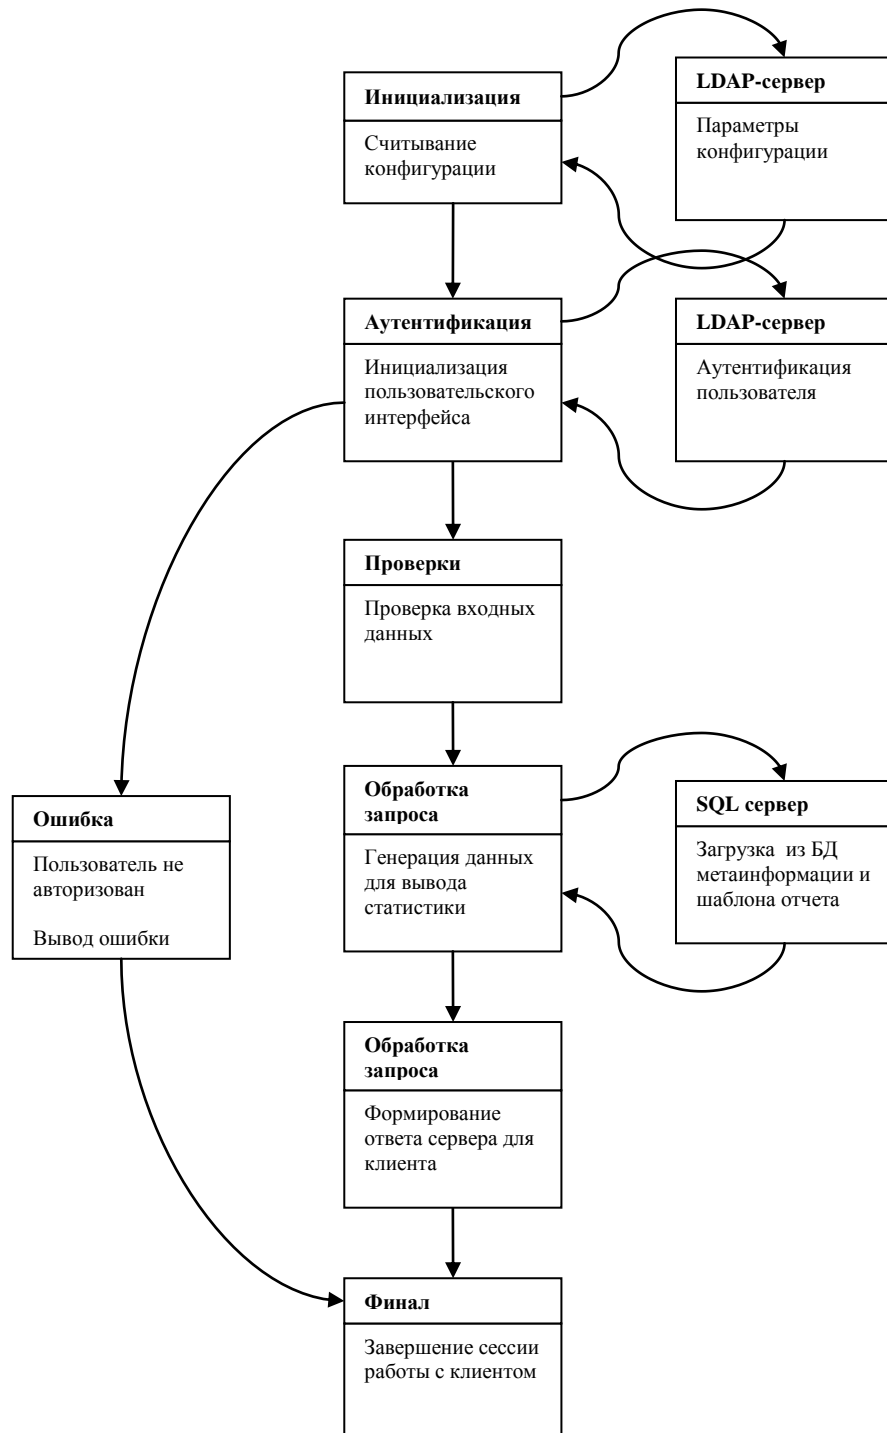 Инициализация
Считывание
конфигурации
LDAP-сервер
Параметры
конфигурации
Аутентификация
Инициализация
пользовательского
интерфейса
LDAP-сервер
Аутентификация
пользователя
Проверки
Проверка входных
данных
Обработка
запроса
Генерация данных
для вывода
статистики
SQL сервер
Загрузка из БД
метаинформации и
шаблона отчета
Ошибка
Пользователь не
авторизован
Вывод ошибки
Обработка
запроса
Формирование
ответа сервера для
клиента
Финал
Завершение сессии
работы с клиентом